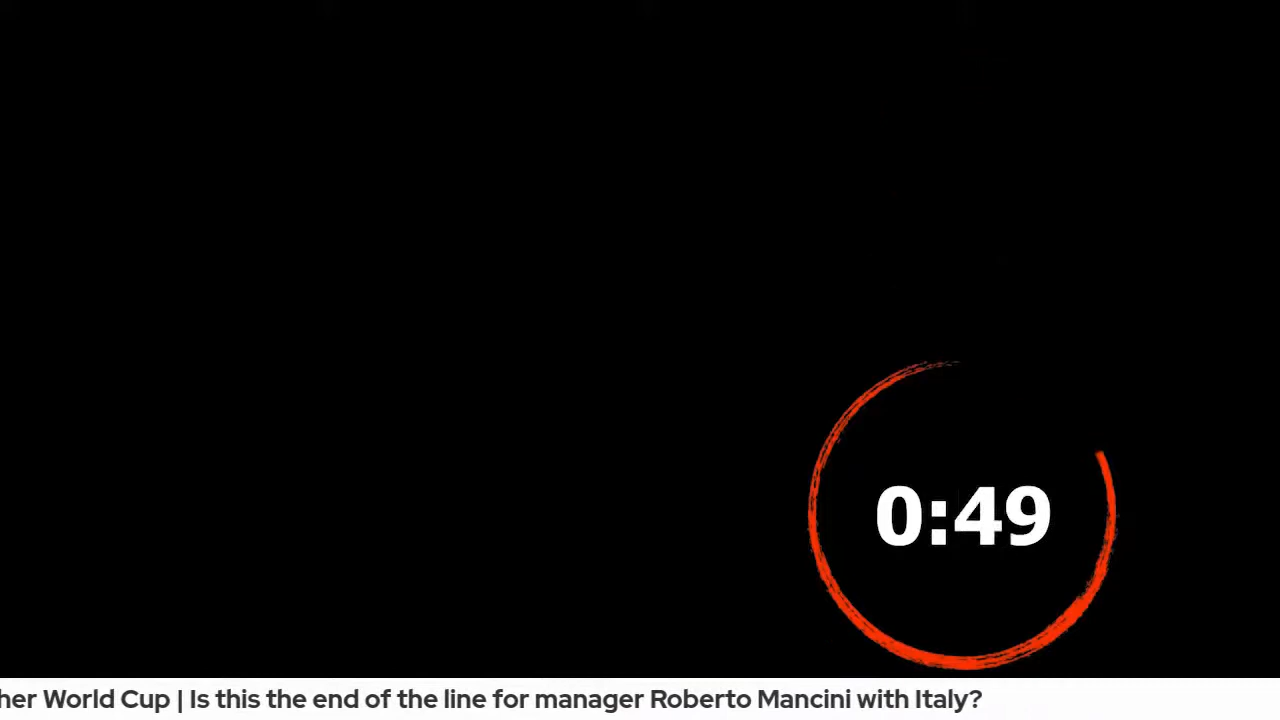 0:49
her World Cup | Is this the end of the line for manager Roberto Mancini with Italy?